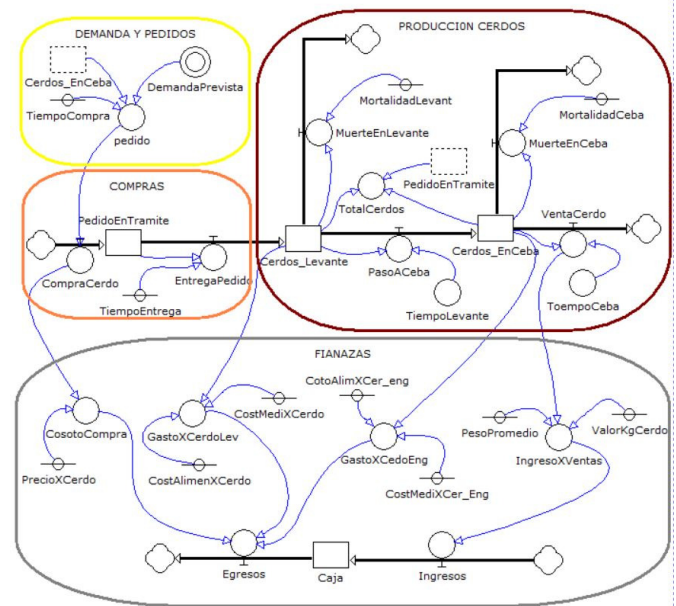 DEMANDA Y PEDIDOS
Cerdos_EnCeba
DemandaPrevista
TiempoCompra
pedido
PRODUCCI0N CERDOS
MortalidadLevant
MortalidadCeba
MuerteEnLevante
MuerteEnCeba
PedidoEnTramite
TotalCerdos
VentaCerdo
Cerdos_Levante
Cerdos_EnCeba
PasoACeba
ToempoCeba
TiempoLevante
COMPRAS
PedidoEnTramite
CompraCerdo
EntregaPedido
TiempoEntrega
FIANAZAS
CotoAlimXCer_eng
CostMediXCerdo
CosotoCompra
GastoXCerdoLev
PesoPromedio
ValorKgCerdo
GastoXCedoEng
IngresoXVentas
PrecioXCerdo
CostAlimenXCerdo
CostMediXCer_Eng
Egresos
Caja
Ingresos